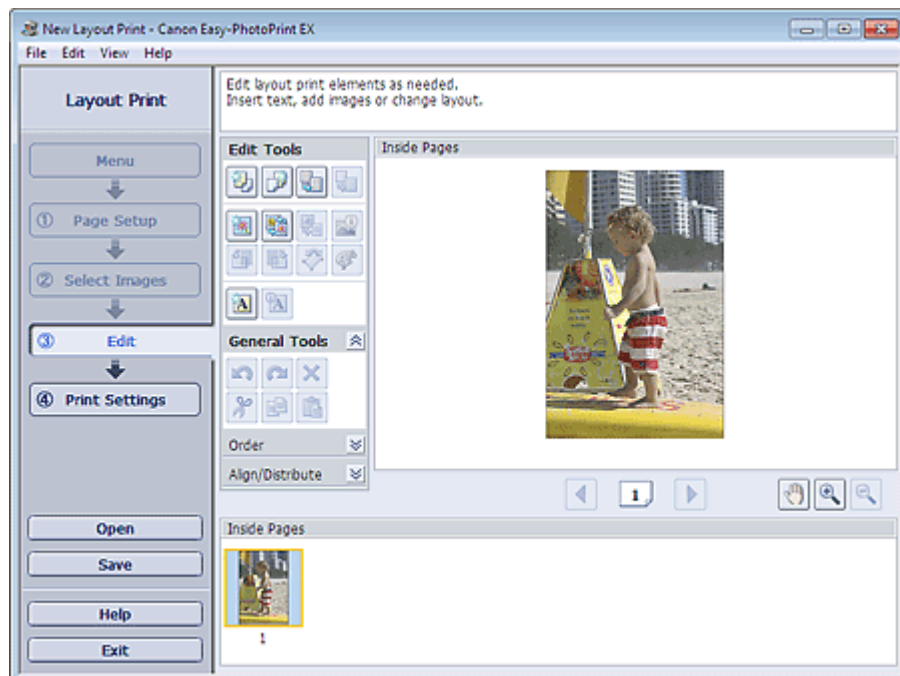 New Layout Print - Canon Easy-PhotoPrint EX
File Edit View Help
Layout Print
Edit layout print elements as needed.
Insert text, add images or change layout.
Menu
① Page Setup
② Select Images
③ Edit
④ Print Settings
Open
Save
Help
Exit
Edit Tools
A A
General Tools
Order
Align/Distribute
Inside Pages
1
Inside Pages
1